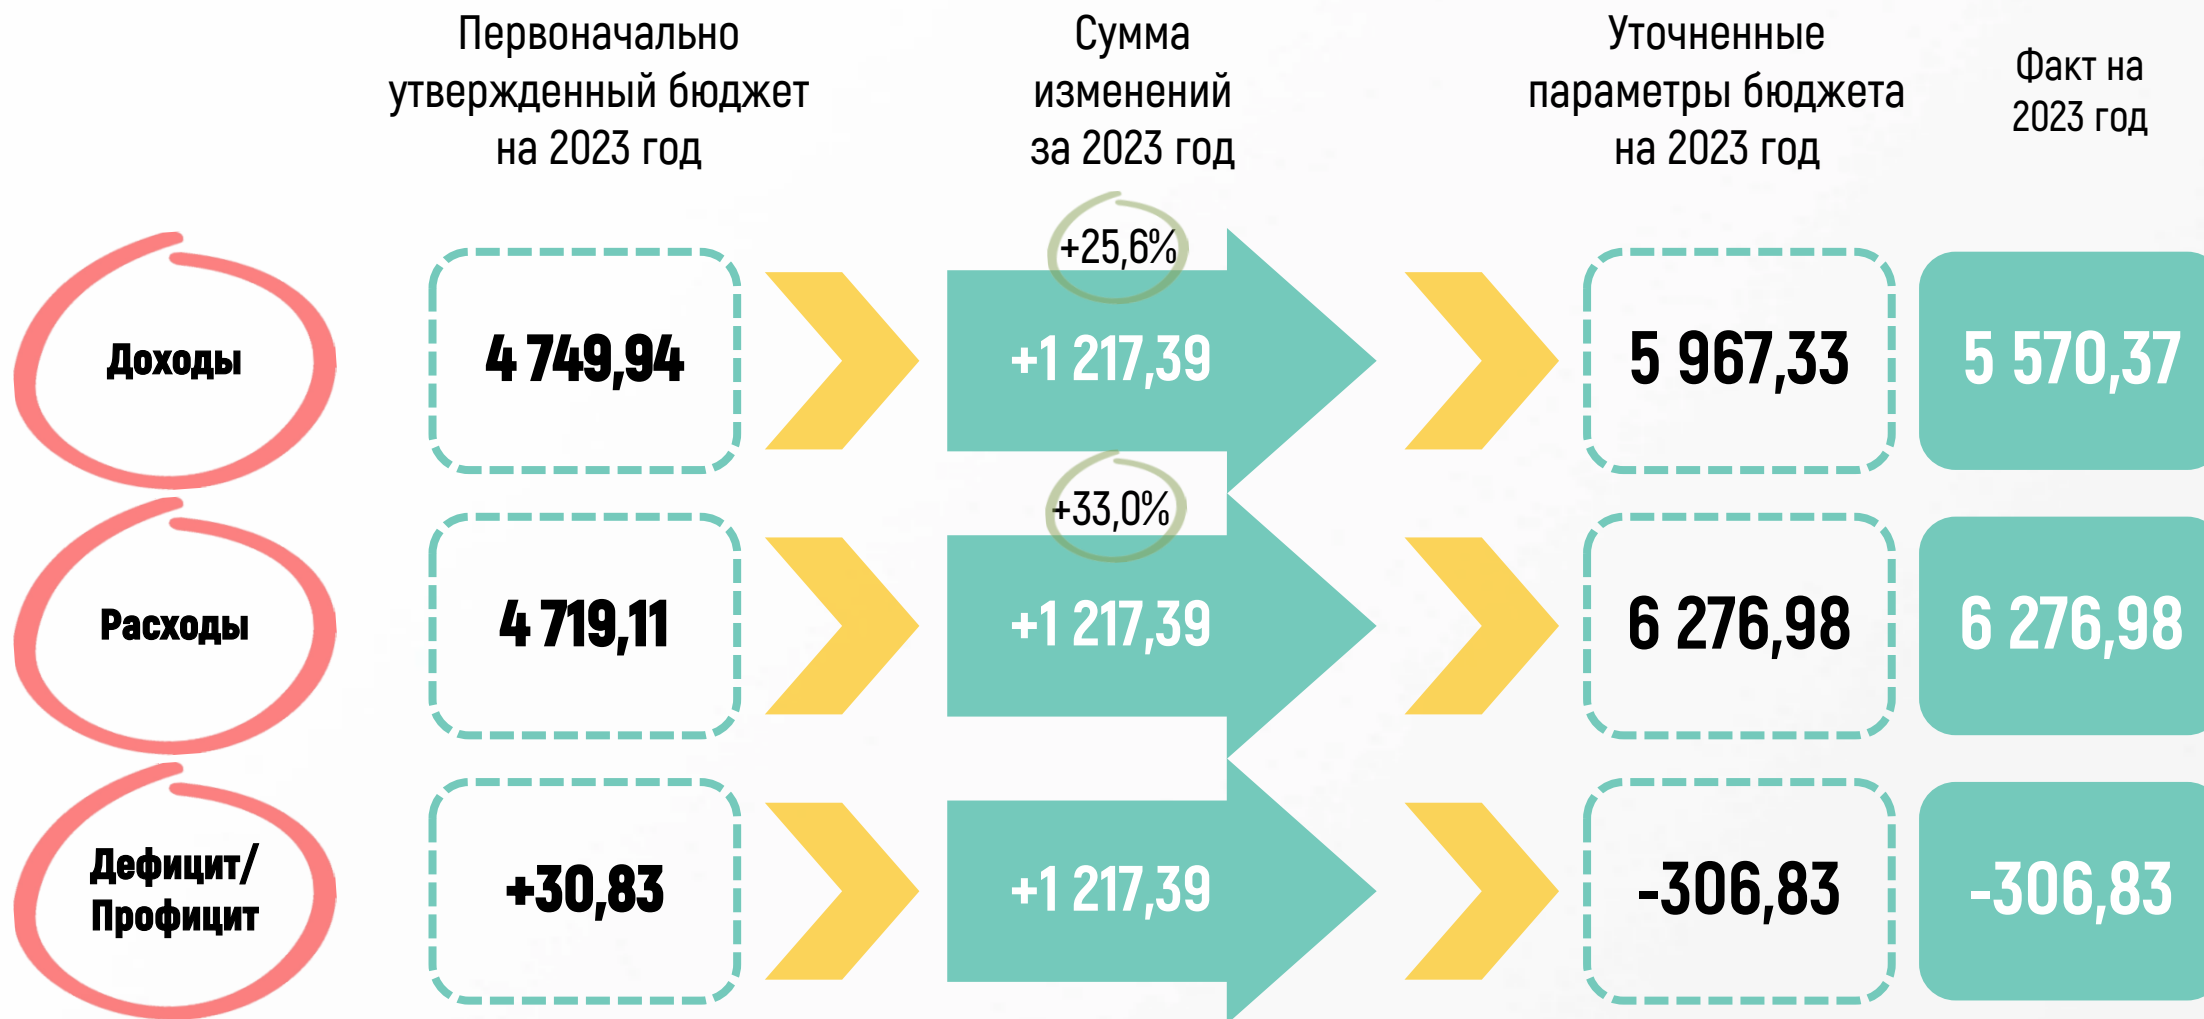 Первоначально
утвержденный бюджет
на 2023 год
Сумма
изменений
за 2023 год
Уточненные
параметры бюджета
на 2023 год
Факт на
2023 год
Доходы
4 749,94
+25,6%
+1 217,39
5 967,33
5 570,37
Расходы
4 719,11
+33,0%
+1 217,39
6 276,98
6 276,98
Дефицит/
Профицит
+30,83
+1 217,39
-306,83
-306,83